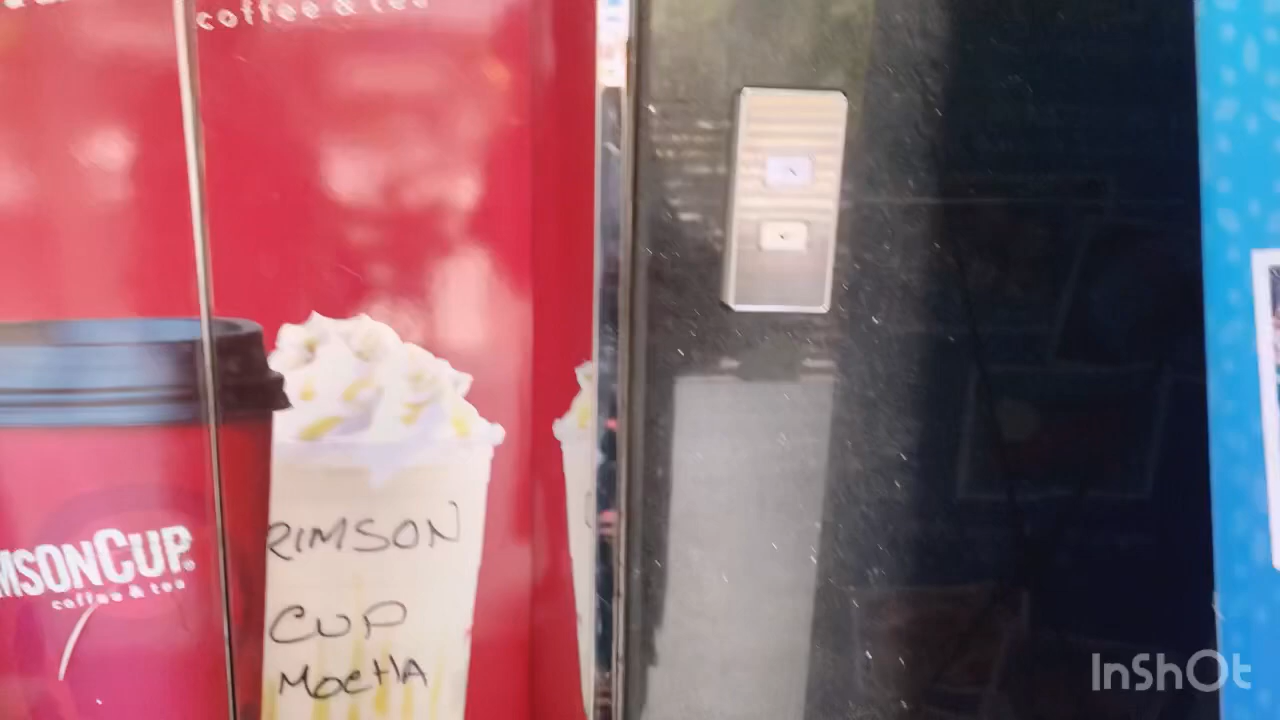 coffee & tea
MSONCUP
coffee & tea
RIMSON
CUP
MOCHA
InShOt